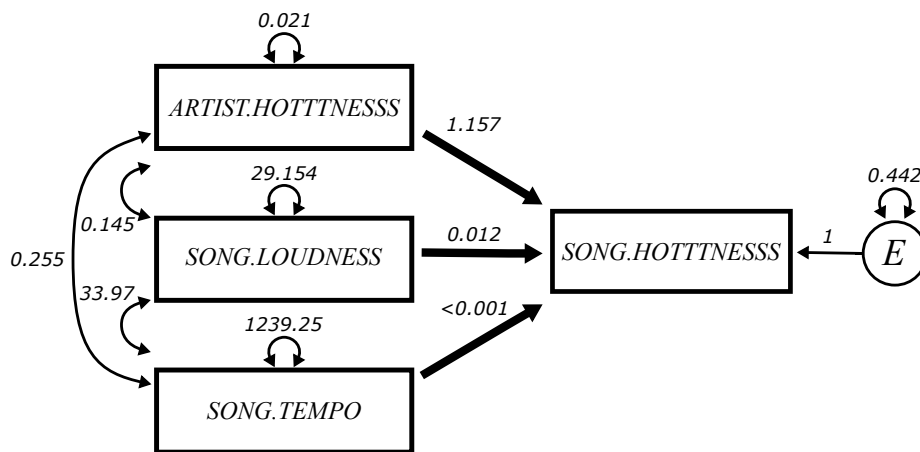 0.021
ARTIST.HOTTTNESSS
1.157
29.154
0.442
0.145
0.012
1
0.255
SONG.LOUDNESS
SONG.HOTTTNESSS
E
33.97
<0.001
1239.25
SONG.TEMPO